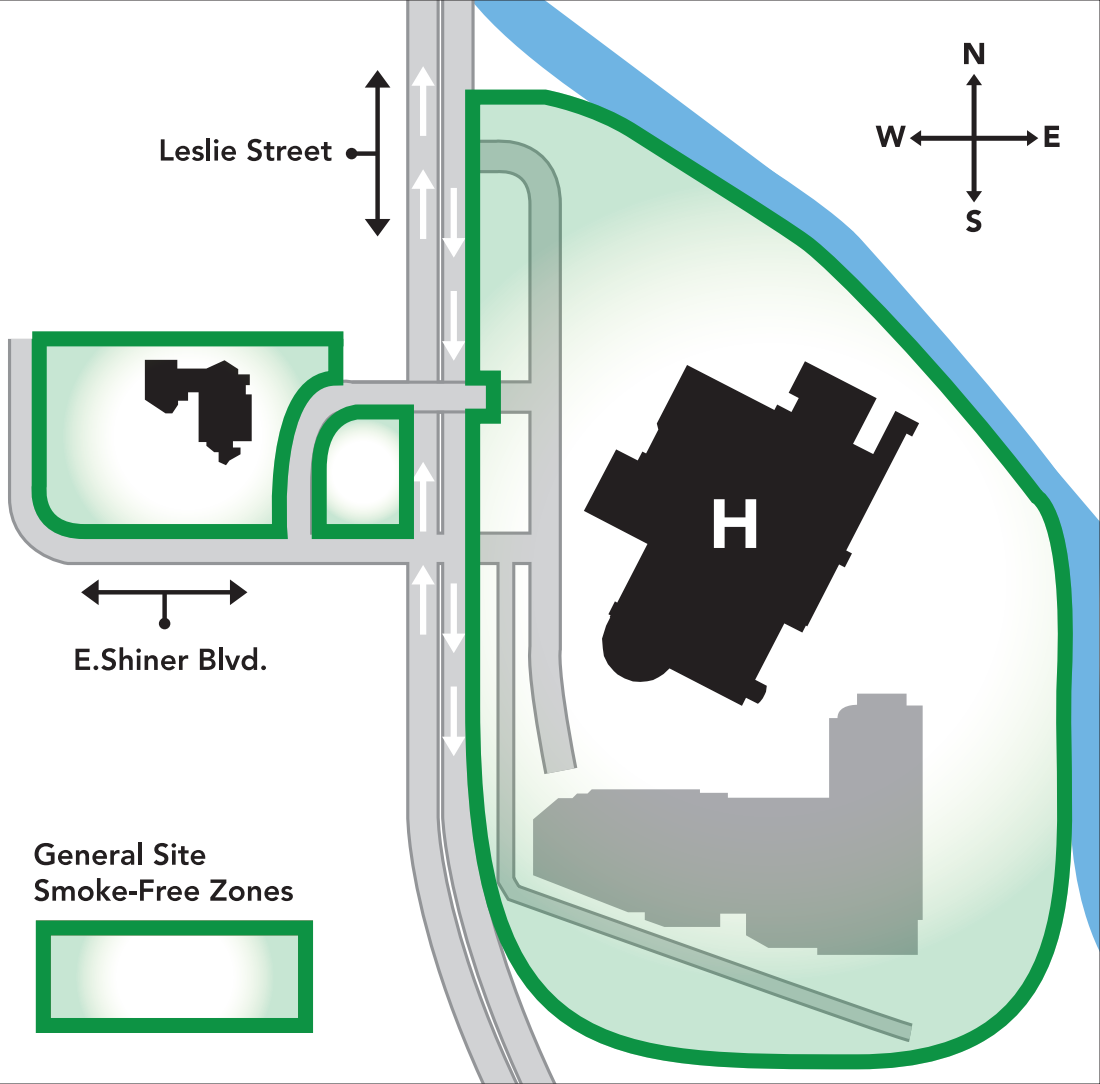 N
W E
S
Leslie Street
H
E.Shiner Blvd.
General Site
Smoke-Free Zones